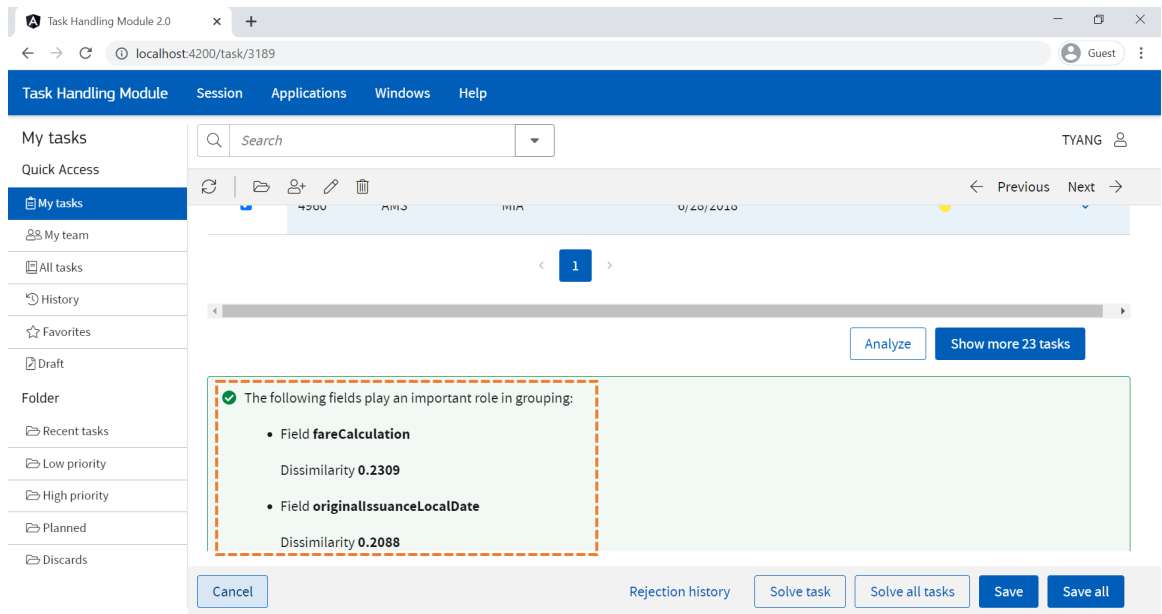 Task Handling Module 2.0
localhost:4200/task/3189
Guest
Task Handling Module Session Applications Windows Help
My tasks
Search
TYANG
Quick Access
Previous Next
My tasks
4960 AMS MIA 6/28/2018
My team
All tasks
1
History
Favorites
Analyze Show more 23 tasks
Draft
Folder
The following fields play an important role in grouping:
Recent tasks
• Field fareCalculation
Low priority
Dissimilarity 0.2309
High priority
• Field originalIssuanceLocalDate
Planned
Dissimilarity 0.2088
Discards
Cancel Rejection history Solve task Solve all tasks Save Save all